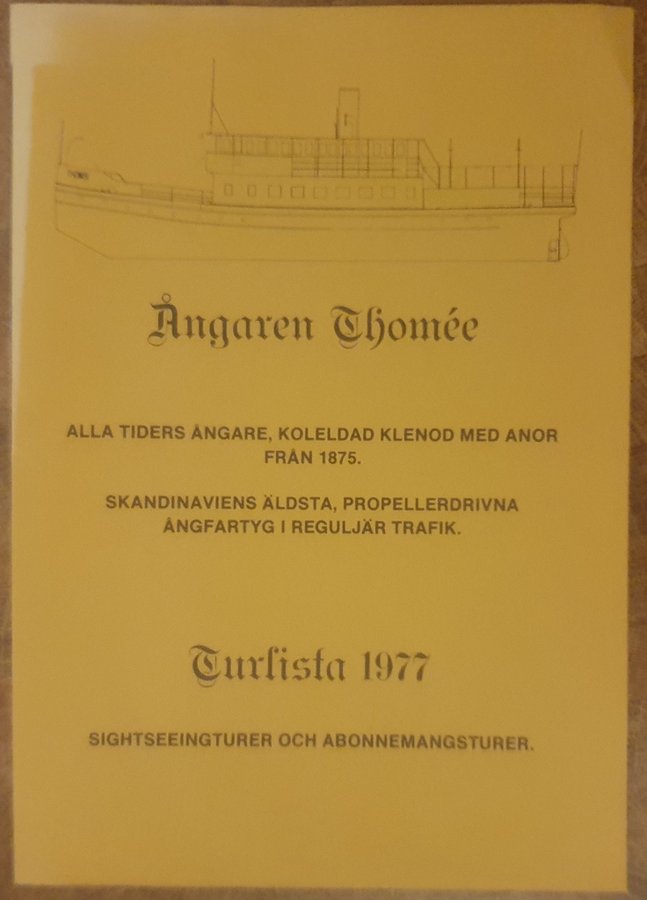 Ångaren Thomée
ALLA TIDERS ÅNGARE, KOLELDAD KLENOD MED ANOR
FRÅN 1875.
SKANDINAVIENS ÄLDSTA, PROPELLERDRIVNA
ÅNGFARTYG I REGULJÄR TRAFIK.
Turlista 1977
SIGHTSEEINGTURER OCH ABONNEMANGSTURER.